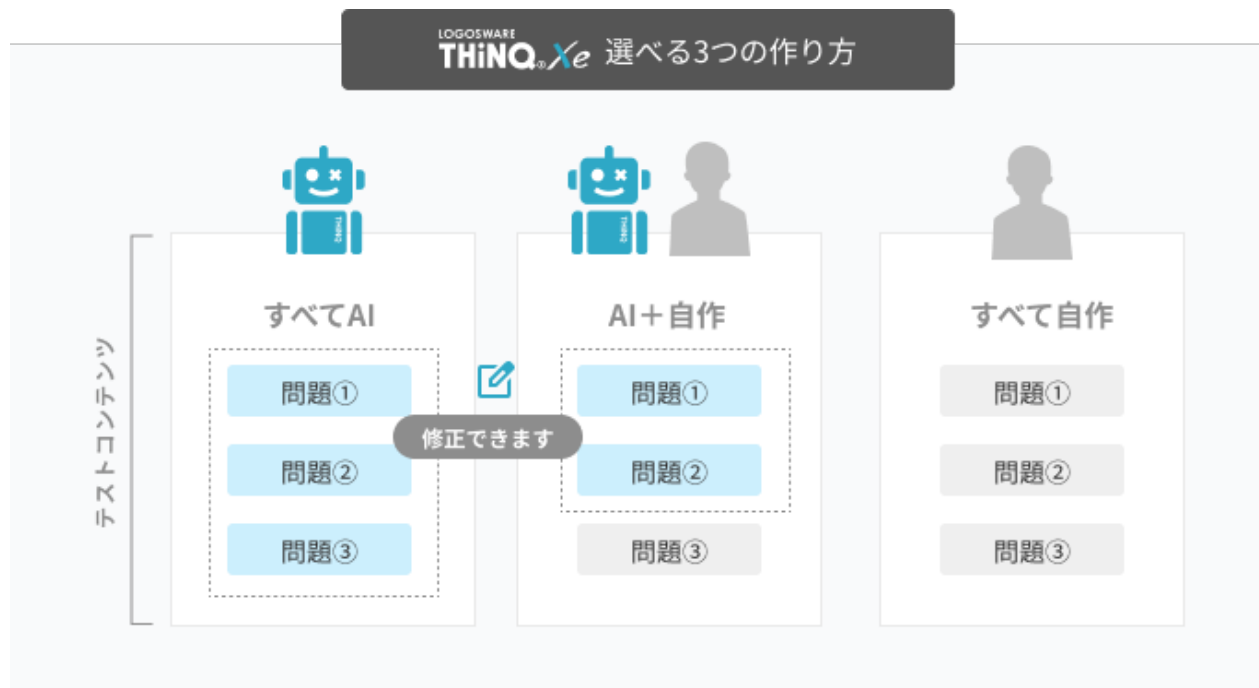 LOGOSWARE
THiNQ® Xe 選べる3つの作り方
THiNQ
THiNQ
テストコンテンツ
すべてAI
問題①
問題②
問題③
修正できます
AI＋自作
問題①
問題②
問題③
すべて自作
問題①
問題②
問題③